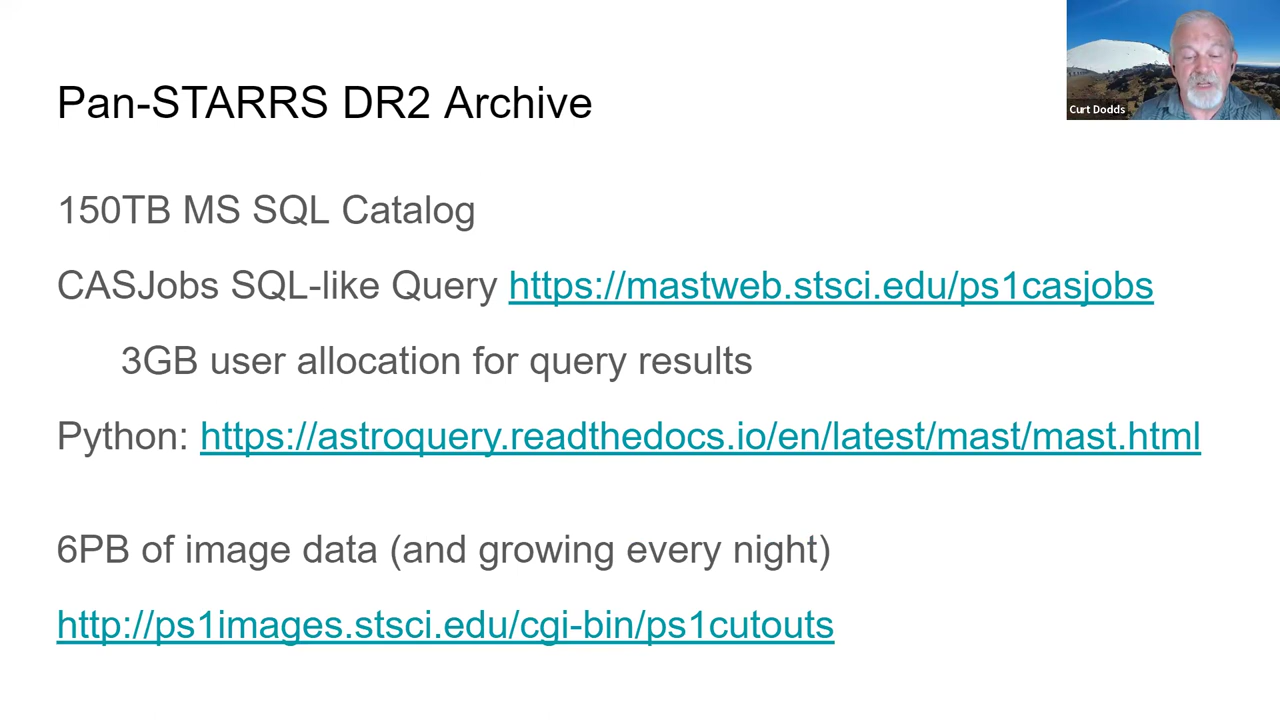 Pan-STARRS DR2 Archive
Curt Dodds
150TB MS SQL Catalog
CASJobs SQL-like Query https://mastweb.stsci.edu/ps1casjobs
3GB user allocation for query results
Python: https://astroquery.readthedocs.io/en/latest/mast/mast.html
6PB of image data (and growing every night)
http://ps1images.stsci.edu/cgi-bin/ps1cutouts